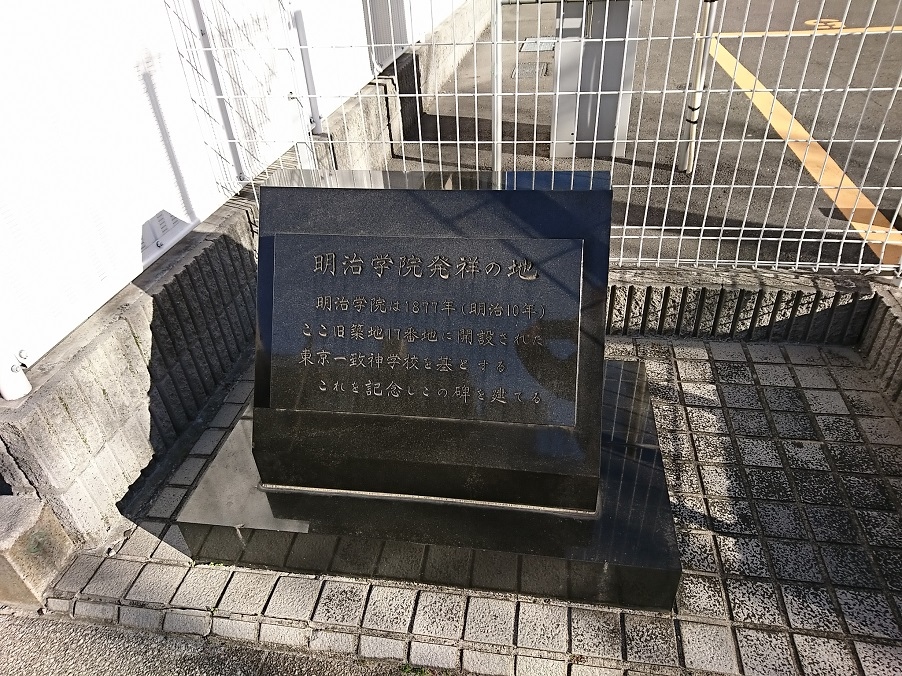 明治学院発祥の地
明治学院は1877年(明治10年)
ここ旧築地17番地に開設された
東京一致神学校を基とする
これを記念しこの碑を建てる